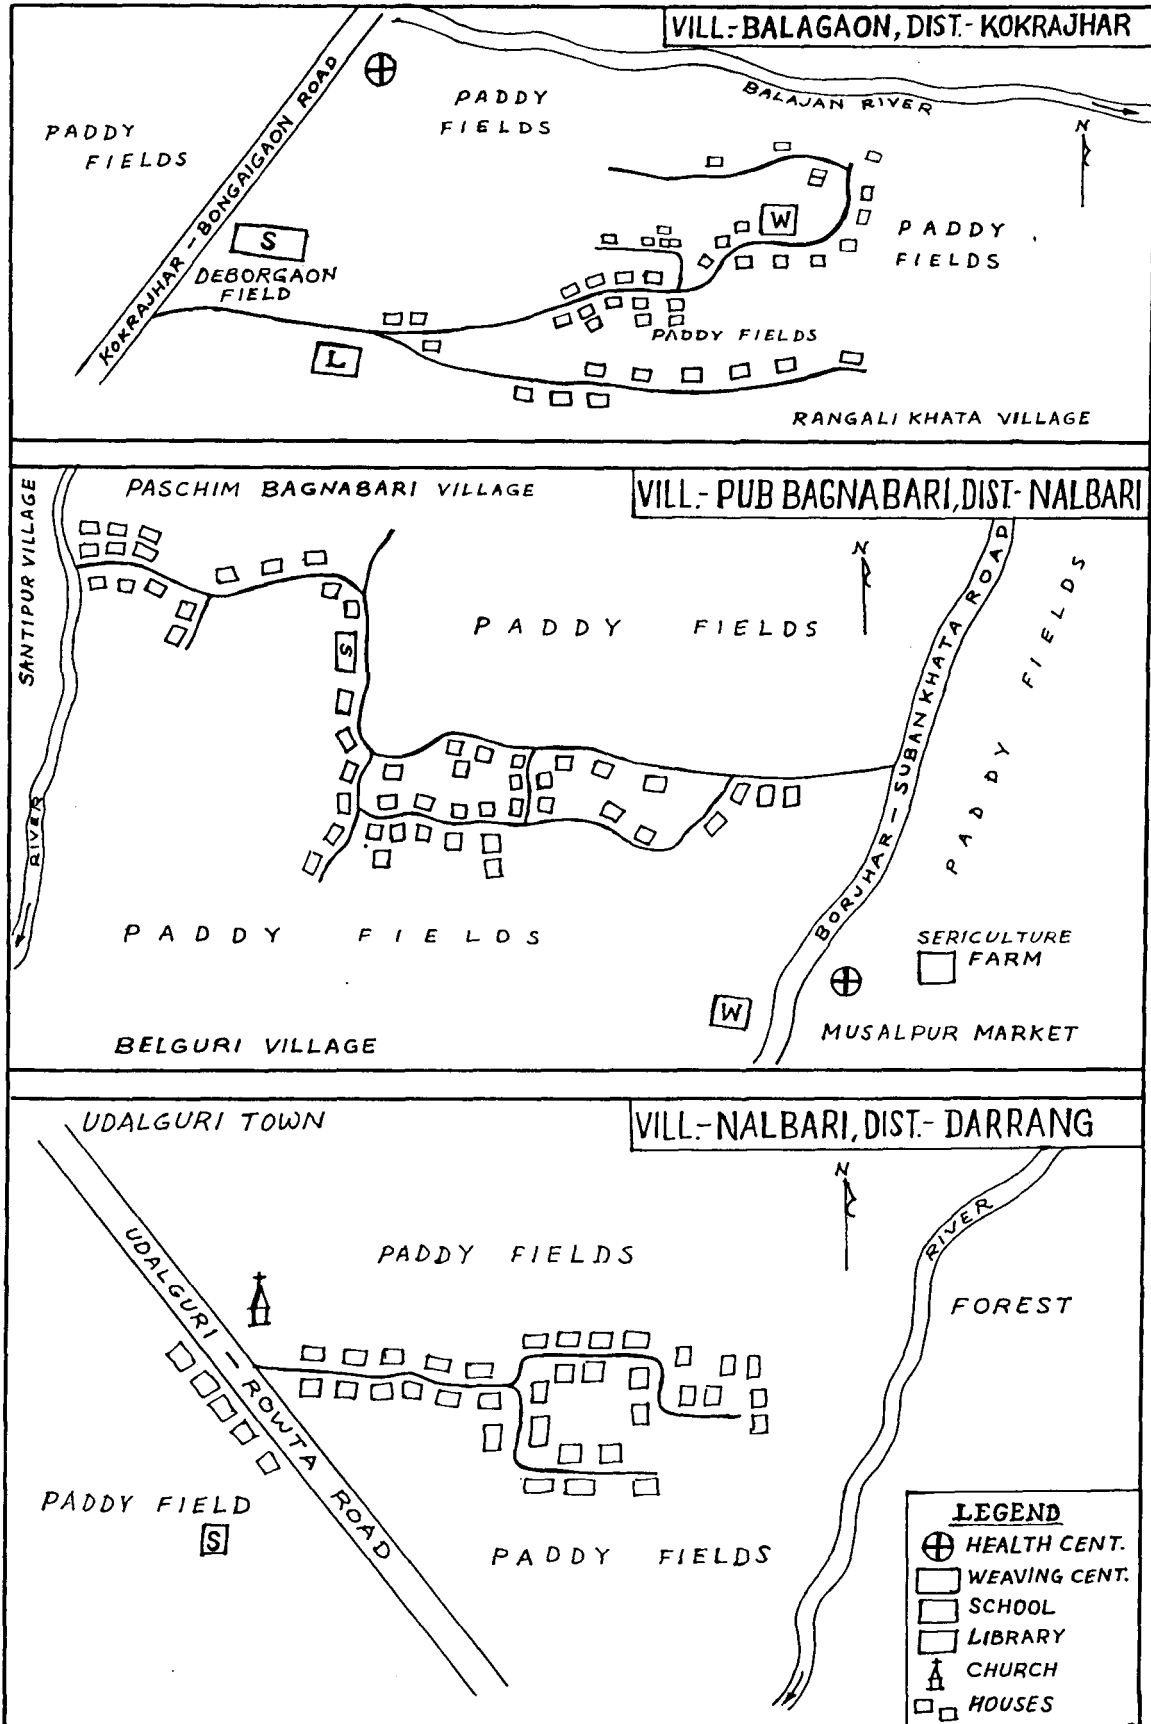 VILL:- BALAGAON, DIST.- KOKRAJHAR
KOKRAJHAR - BONGAIGAON ROAD
PADDY
FIELDS
PADDY
FIELDS
BALAJAN RIVER
N
S
DEBORGAON
FIELD
W
PADDY
FIELDS
PADDY FIELDS
L
RANGALI KHATA VILLAGE
VILL.- PUB BAGNABARI, DIST- NALBARI
SANTIPUR VILLAGE
PASCHIM BAGNABARI VILLAGE
N
PADDY FIELDS
S
BORJHAR - SUBANKHATA ROAD
PADDY FIELDS
RIVER
PADDY FIELDS
SERICULTURE
FARM
W
MUSALPUR MARKET
BELGURI VILLAGE
VILL.- NALBARI, DIST.- DARRANG
UDALGURI TOWN
N
UDALGURI - ROWTA ROAD
PADDY FIELDS
RIVER
FOREST
PADDY FIELD
S
PADDY FIELDS
LEGEND
HEALTH CENT.
WEAVING CENT.
SCHOOL
LIBRARY
CHURCH
HOUSES